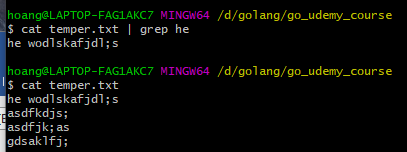 hoang@LAPTOP-FAG1AKC7 MINGW64 /d/golang/go_udemy_course
$ cat temper.txt | grep he
he wodlskafjdl;s
hoang@LAPTOP-FAG1AKC7 MINGW64 /d/golang/go_udemy_course
$ cat temper.txt
he wodlskafjdl;s
asdfkdjs;
asdfjk;as
gdsaklfj;